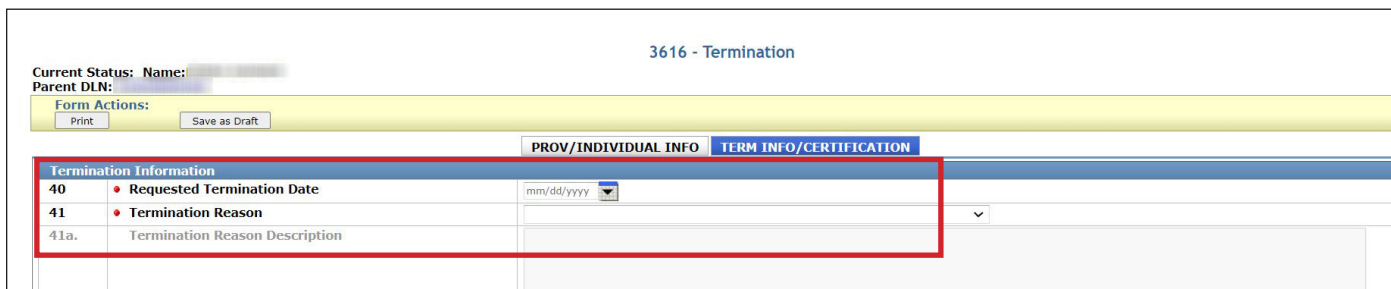 3616 - Termination
Current Status: Name:
Parent DLN:
Form Actions:
Print Save as Draft
PROV/INDIVIDUAL INFO TERM INFO/CERTIFICATION
Termination Information
40 Requested Termination Date mm/dd/yyyy
41 Termination Reason
41a. Termination Reason Description